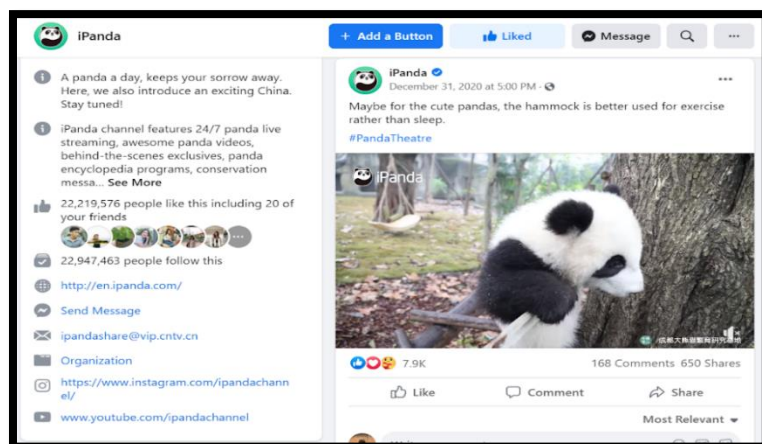 iPanda
+ Add a Button
Liked
Message
A panda a day, keeps your sorrow away.
Here, we also introduce an exciting China.
Stay tuned!
iPanda channel features 24/7 panda live
streaming, awesome panda videos,
behind-the-scenes exclusives, panda
encyclopedia programs, conservation
messa... See More
22,219,576 people like this including 20 of
your friends
22,947,463 people follow this
http://en.ipanda.com/
Send Message
ipandashare@vip.cntv.cn
Organization
https://www.instagram.com/ipandachann
el/
www.youtube.com/ipandachannel
iPanda
December 31, 2020 at 5:00 PM ·
Maybe for the cute pandas, the hammock is better used for exercise
rather than sleep.
#PandaTheatre
iPanda
7.9K
168 Comments 650 Shares
Like
Comment
Share
Most Relevant